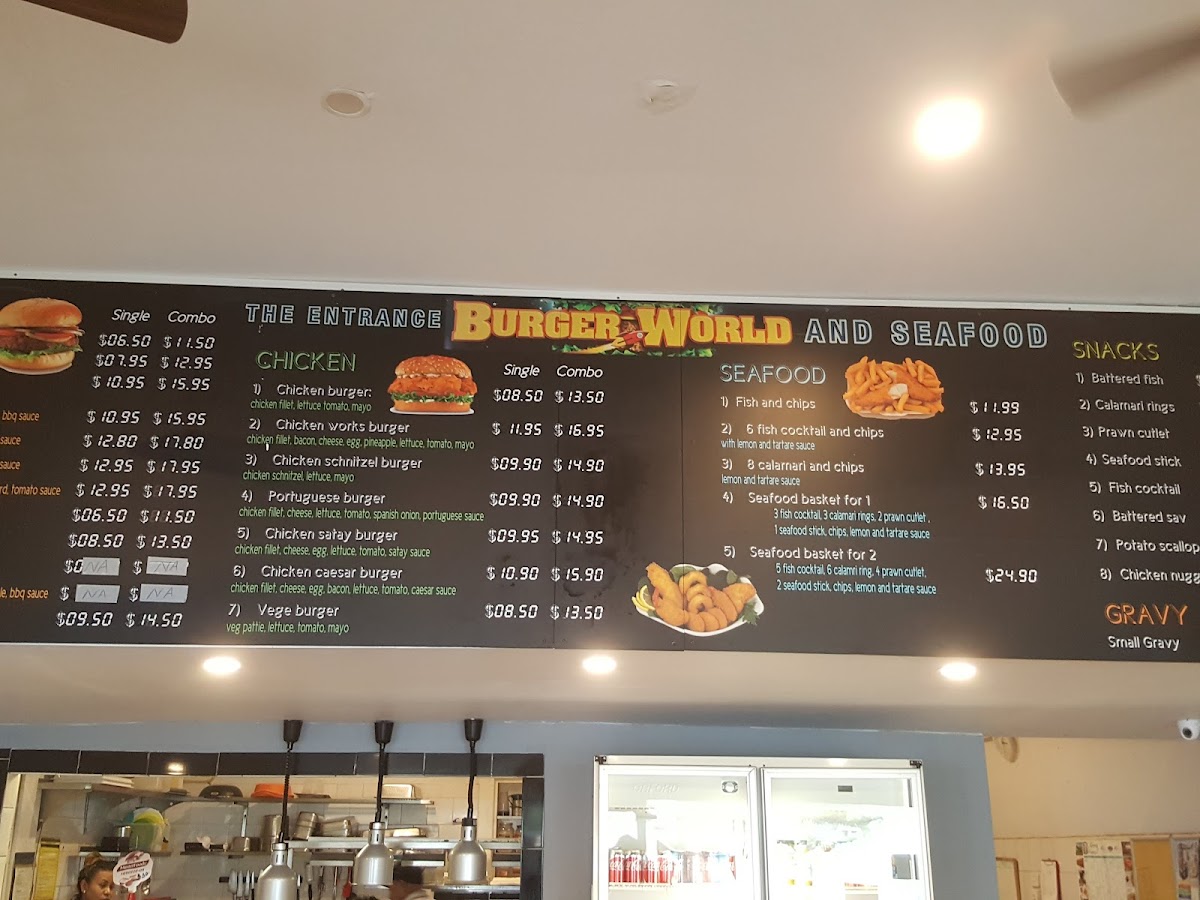 THE ENTRANCE BURGER WORLD AND SEAFOOD
Single Combo
$06.50 $11.50
$07.95 $12.95
$10.95 $15.95
bbq sauce $10.95 $15.95
sauce $12.80 $17.80
sauce $12.95 $17.95
rd, tomato sauce $12.95 $17.95
$06.50 $11.50
$08.50 $13.50
$0 NA $ NA
le, bbq sauce $ NA $ NA
$09.50 $14.50
CHICKEN
Single Combo
1) Chicken burger: $08.50 $13.50
chicken fillet, lettuce tomato, mayo
2) Chicken works burger $11.95 $16.95
chicken fillet, bacon, cheese, egg, pineapple, lettuce, tomato, mayo
3) Chicken schnitzel burger $09.90 $14.90
chicken schnitzel, lettuce, mayo
4) Portuguese burger $09.90 $14.90
chicken fillet, cheese, lettuce, tomato, spanish onion, portuguese sauce
5) Chicken satay burger $09.95 $14.95
chicken fillet, cheese, egg, lettuce, tomato, satay sauce
6) Chicken caesar burger $10.90 $15.90
chicken fillet, cheese, egg, bacon, lettuce, tomato, caesar sauce
7) Vege burger $08.50 $13.50
veg pattie, lettuce, tomato, mayo
SEAFOOD
1) Fish and chips $11.99
2) 6 fish cocktail and chips $12.95
with lemon and tartare sauce
3) 8 calamari and chips $13.95
lemon and tartare sauce
4) Seafood basket for 1 $16.50
3 fish cocktail, 3 calamari rings, 2 prawn cutlet,
1 seafood stick, chips, lemon and tartare sauce
5) Seafood basket for 2 $24.90
5 fish cocktail, 6 calamri ring, 4 prawn cutlet,
2 seafood stick, chips, lemon and tartare sauce
SNACKS
1) Battered fish
2) Calamari rings
3) Prawn cutlet
4) Seafood stick
5) Fish cocktail
6) Battered sav
7) Potato scallop
8) Chicken nugg
GRAVY
Small Gravy